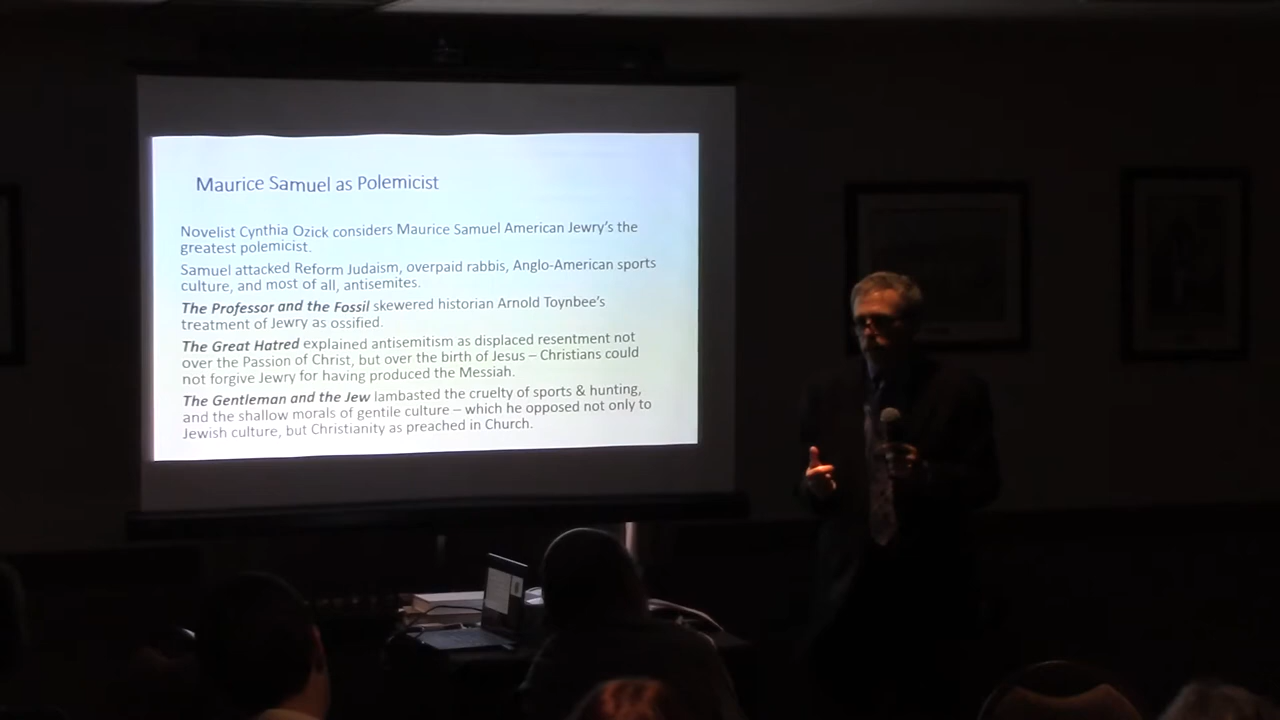 Maurice Samuel as Polemicist
Novelist Cynthia Ozick considers Maurice Samuel American Jewry's the
greatest polemicist.
Samuel attacked Reform Judaism, overpaid rabbis, Anglo-American sports
culture, and most of all, antisemites.
The Professor and the Fossil skewered historian Arnold Toynbee's
treatment of Jewry as ossified.
The Great Hatred explained antisemitism as displaced resentment not
over the Passion of Christ, but over the birth of Jesus – Christians could
not forgive Jewry for having produced the Messiah.
The Gentleman and the Jew lambasted the cruelty of sports & hunting,
and the shallow morals of gentile culture – which he opposed not only to
Jewish culture, but Christianity as preached in Church.